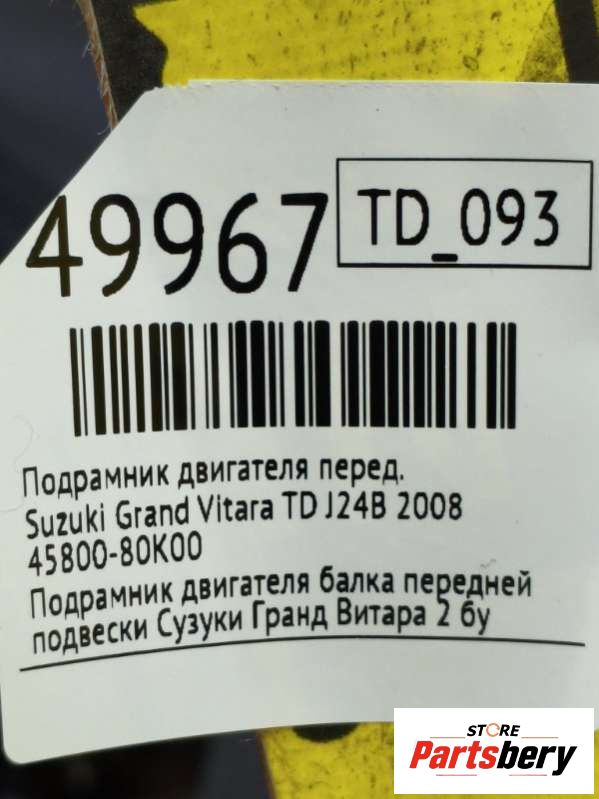 49967
TD_093
Подрамник двигателя перед.
Suzuki Grand Vitara TD J24B 2008
45800-80K00
Подрамник двигателя балка передней
подвески Сузуки Гранд Витара 2 бу
STORE
Partsbery